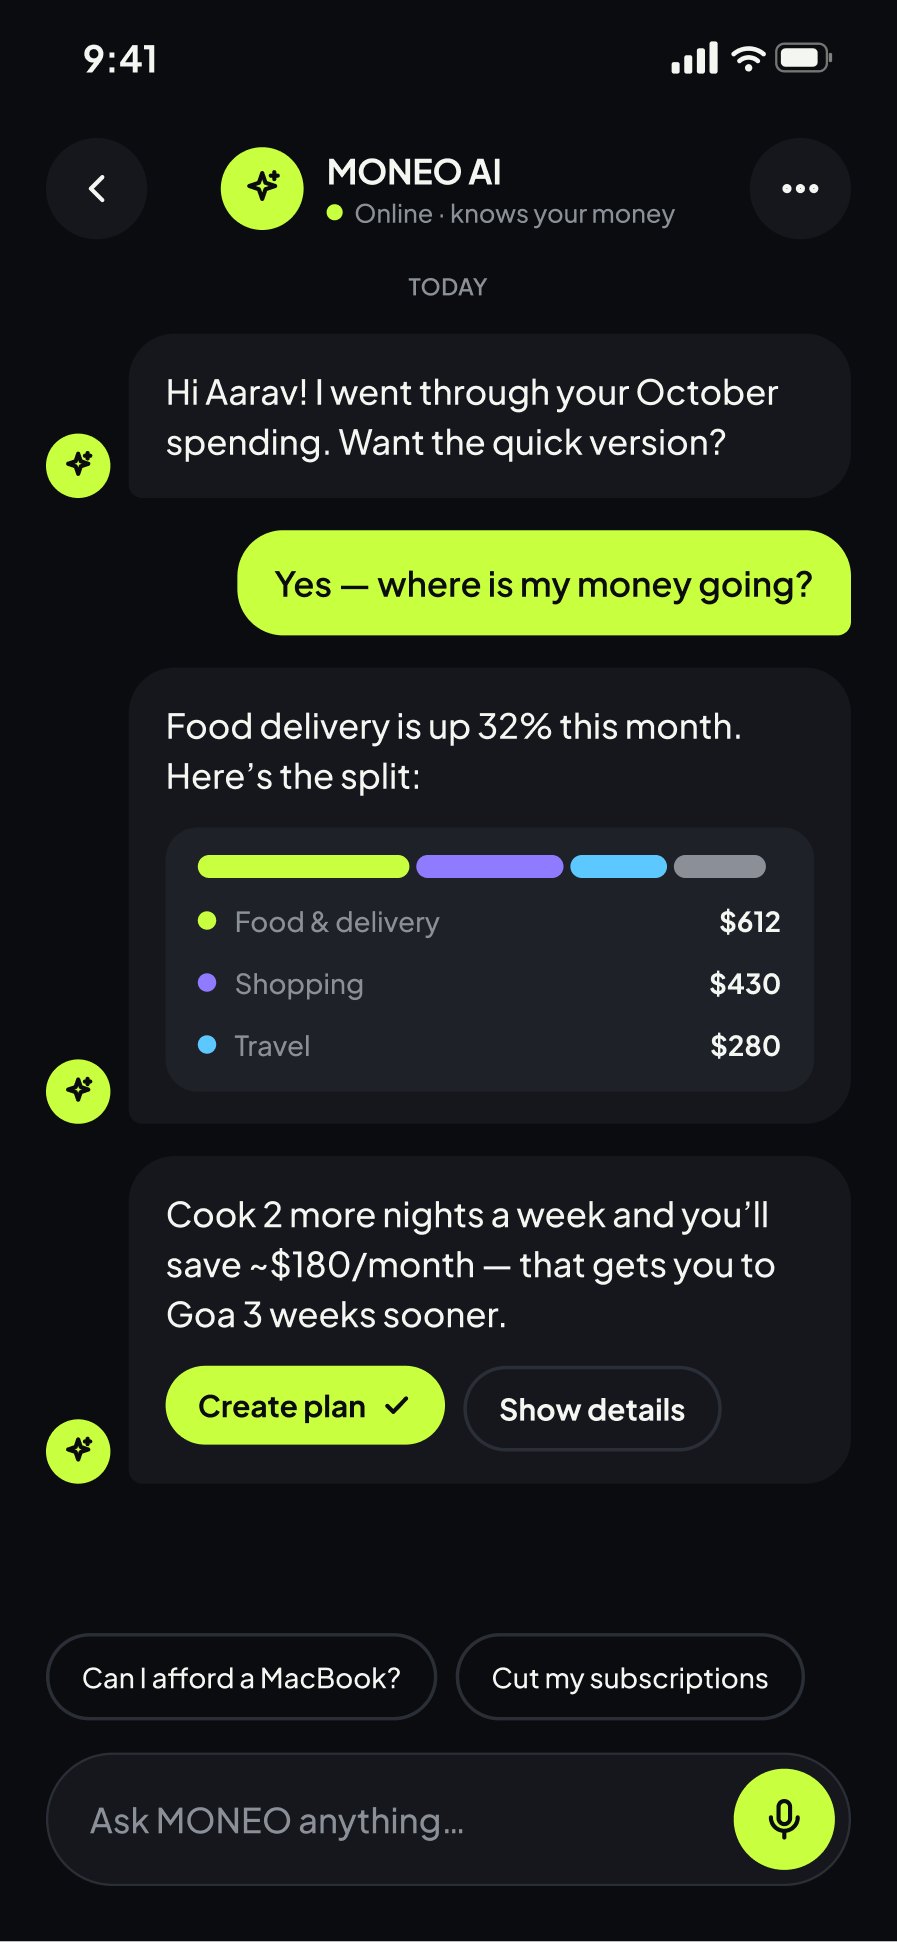 9:41
MONEO AI
Online · knows your money
TODAY
Hi Aarav! I went through your October
spending. Want the quick version?
Yes — where is my money going?
Food delivery is up 32% this month.
Here’s the split:
Food & delivery $612
Shopping $430
Travel $280
Cook 2 more nights a week and you’ll
save ~$180/month — that gets you to
Goa 3 weeks sooner.
Create plan Show details
Can I afford a MacBook? Cut my subscriptions
Ask MONEO anything...